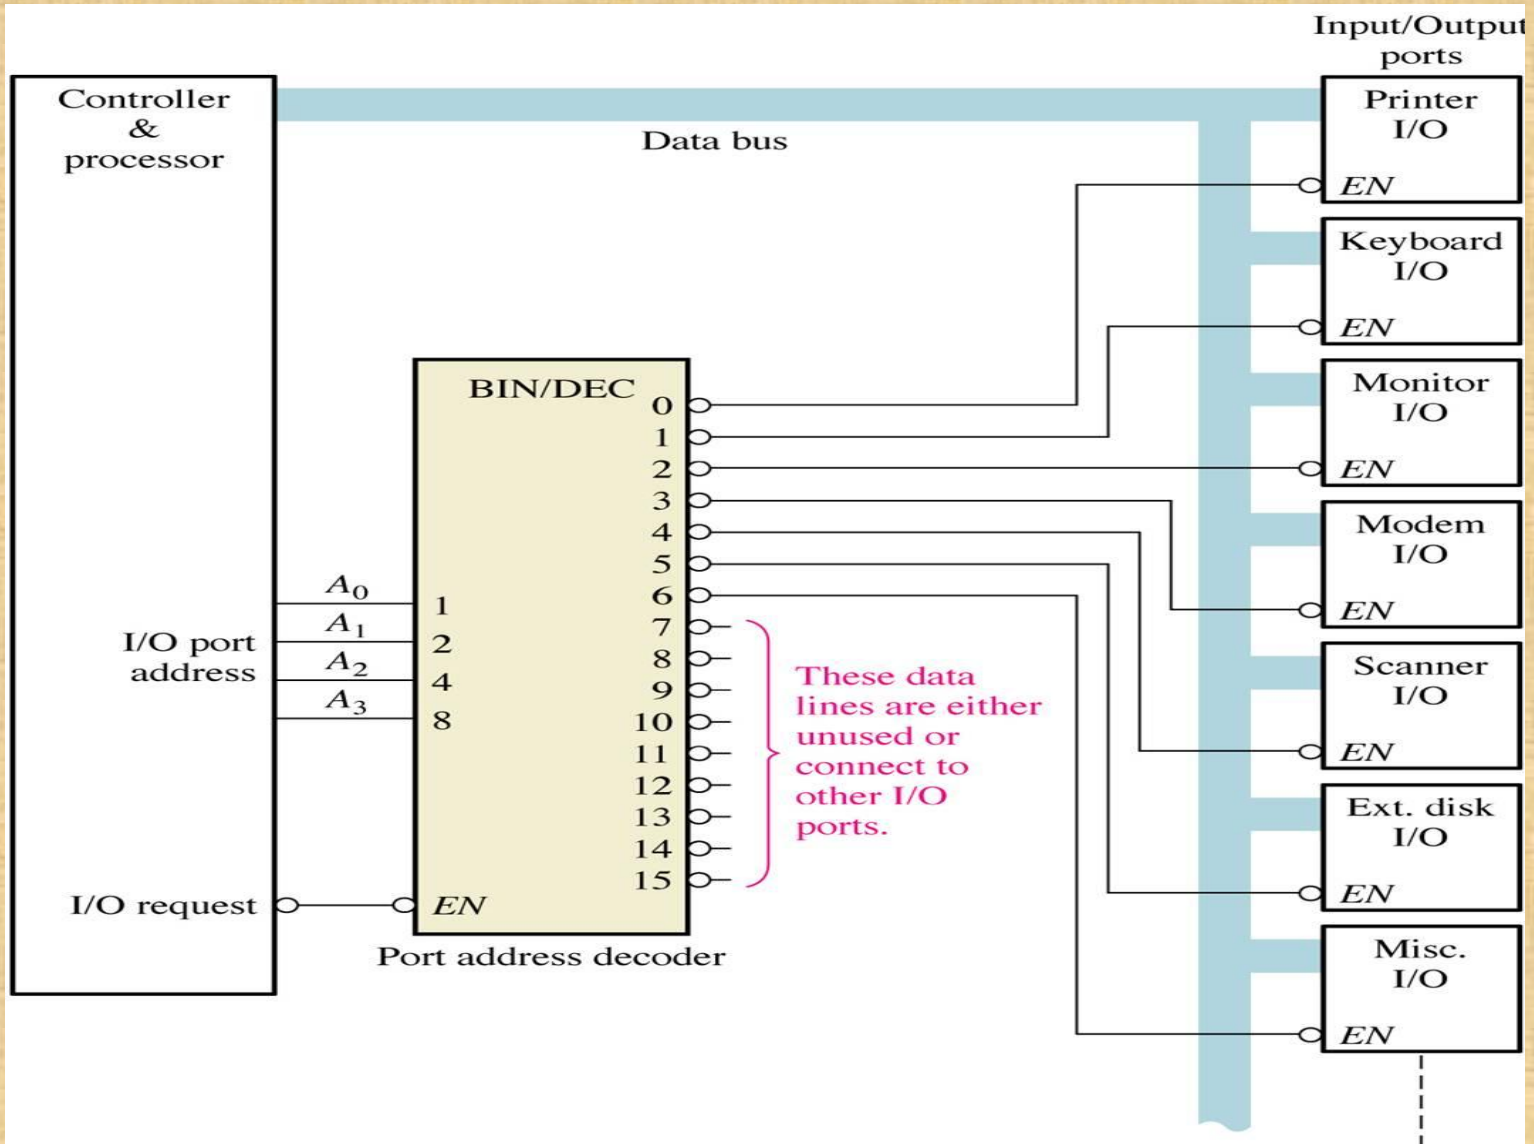 Input/Output
ports
Controller
&
processor
Data bus
Printer
I/O
EN
Keyboard
I/O
EN
Monitor
I/O
EN
Modem
I/O
EN
Scanner
I/O
EN
Ext. disk
I/O
EN
Misc.
I/O
EN
BIN/DEC
0
1
2
3
4
5
6
7
8
9
10
11
12
13
14
15
A0
A1
A2
A3
1
2
4
8
I/O port
address
I/O request
EN
Port address decoder
These data
lines are either
unused or
connect to
other I/O
ports.